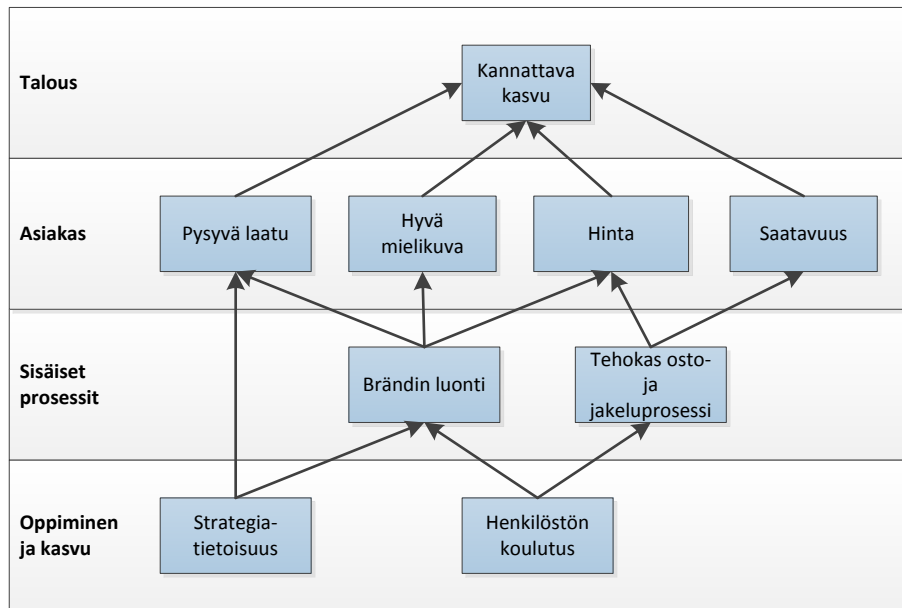 Talous
Kannattava
kasvu
Asiakas
Pysyvä laatu
Hyvä
mielikuva
Hinta
Saatavuus
Sisäiset
prosessit
Brändin luonti
Tehokas osto-
ja
jakeluprosessi
Oppiminen
ja kasvu
Strategia-
tietoisuus
Henkilöstön
koulutus